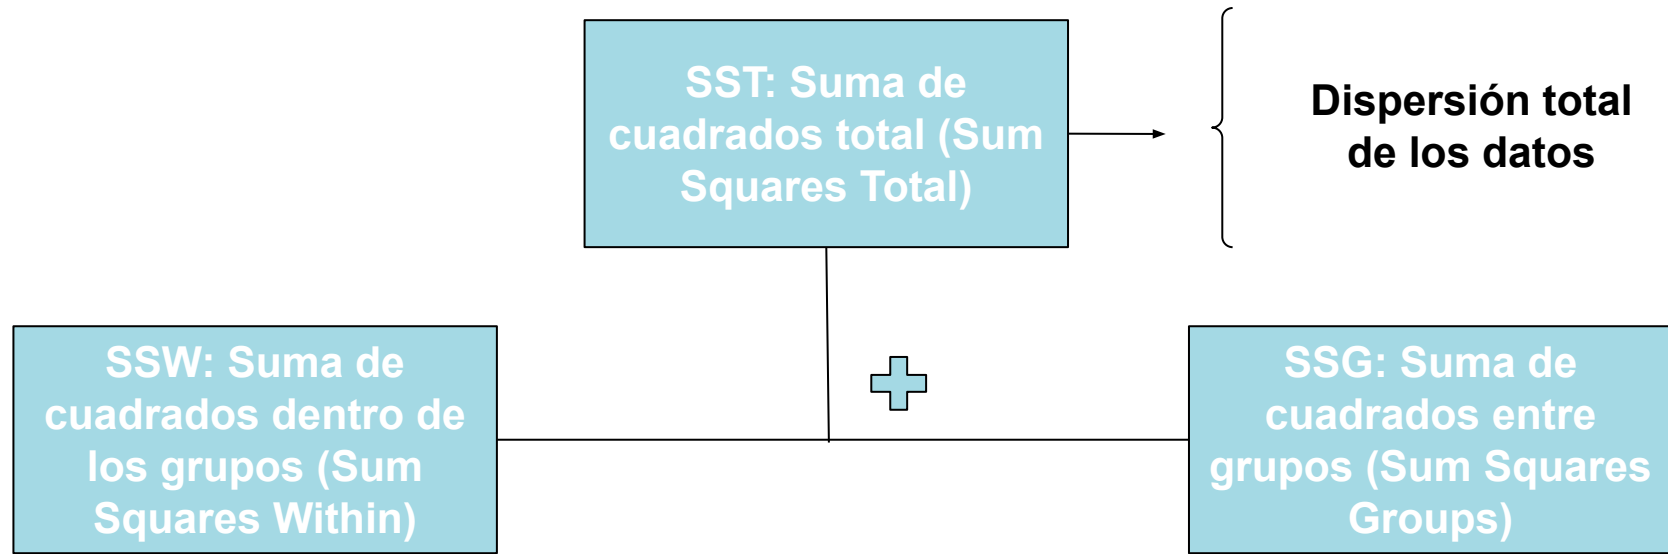 SST: Suma de
cuadrados total (Sum
Squares Total)
Dispersión total
de los datos
SSW: Suma de
cuadrados dentro de
los grupos (Sum
Squares Within)
SSG: Suma de
cuadrados entre
grupos (Sum Squares
Groups)